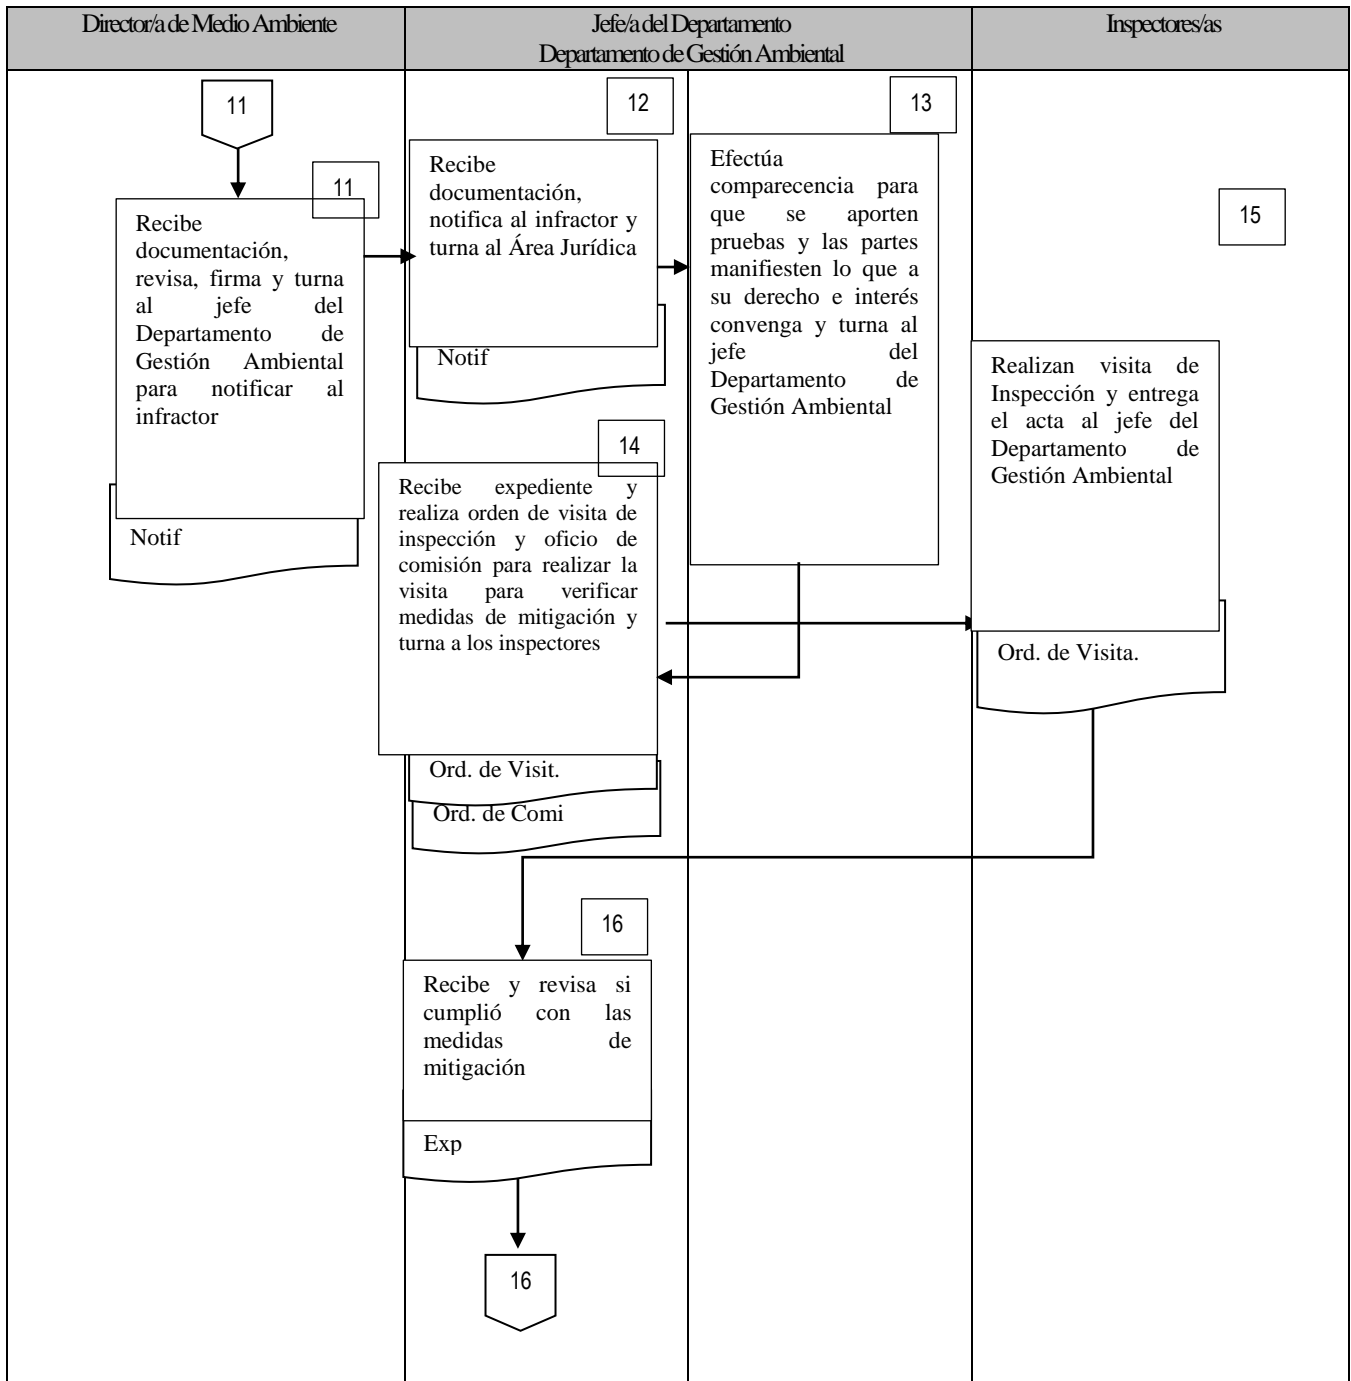 Director/a de Medio Ambiente
Jefe/a del Departamento
Departamento de Gestión Ambiental
Inspectores/as
11
11
Recibe
documentación,
revisa, firma y turna
al jefe del
Departamento de
Gestión Ambiental
para notificar al
infractor
Notif
12
Recibe
documentación,
notifica al infractor y
turna al Área Jurídica
Notif
13
Efectúa
comparecencia para
que se aporten
pruebas y las partes
manifiesten lo que a
su derecho e interés
convenga y turna al
jefe del
Departamento de
Gestión Ambiental
14
Recibe expediente y
realiza orden de visita de
inspección y oficio de
comisión para realizar la
visita para verificar
medidas de mitigación y
turna a los inspectores
Ord. de Visit.
Ord. de Comi
15
Realizan visita de
Inspección y entrega
el acta al jefe del
Departamento de
Gestión Ambiental
Ord. de Visita.
16
Recibe y revisa si
cumplió con las
medidas de
mitigación
Exp
16